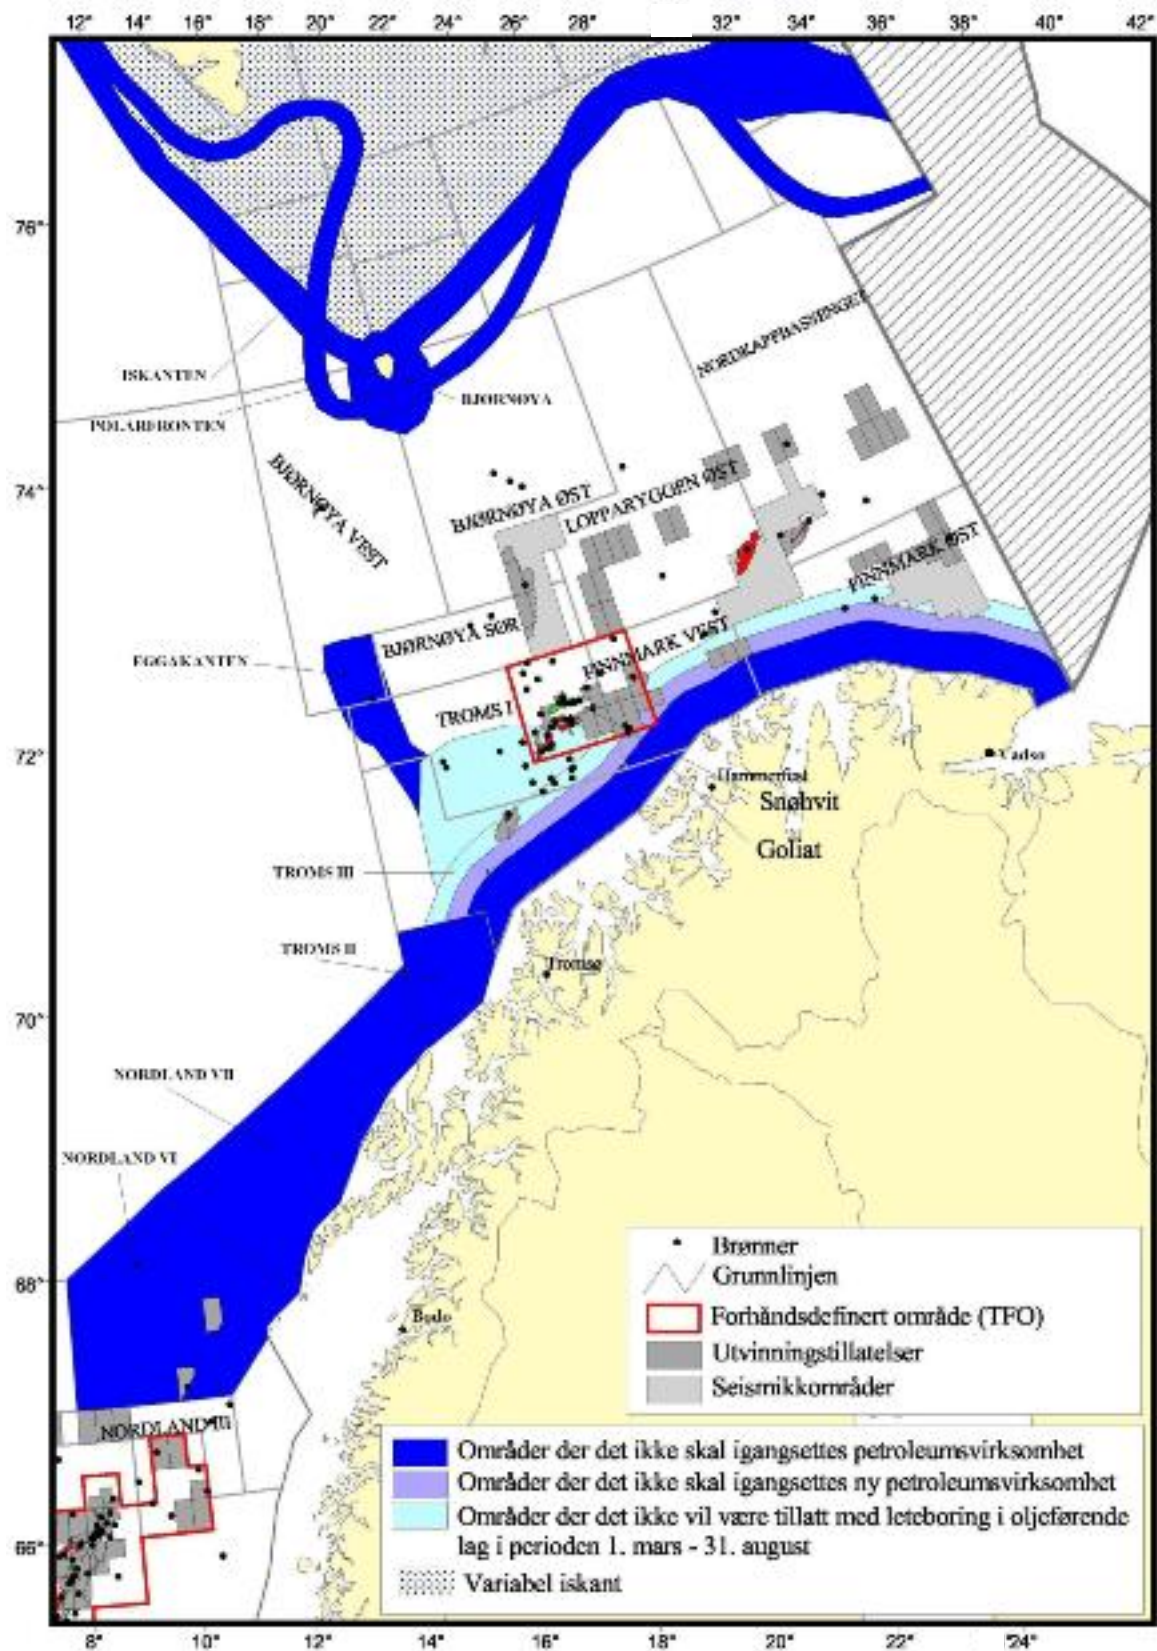 12° 14° 16° 20° 22° 26° 28° 32° 34° 38° 40° 42°
76°
ISKANTEN
BJØRNØYA
POLARFRONTEN
NORDKAPPBASSENGET
BJØRNØYA VEST
74°
BJØRNØYA ØST
LOPPARYGGEN ØST
FINNMARK ØST
BJØRNØYA SØR
FINNMARK VEST
EGGAKANTEN
TROMS I
72°
Vadsø
Hammerfest
Snøhvit
Goliat
TROMS III
TROMS II
Tromsø
70°
NORDLAND VII
NORDLAND VI
68°
Bodø
Brønner
Grunnlinjen
Forhåndsdefinert område (TFO)
Utvinningstillatelser
Seismikkområder
NORDLAND III
Områder der det ikke skal igangsettes petroleumsvirksomhet
Områder der det ikke skal igangsettes ny petroleumsvirksomhet
Områder der det ikke vil være tillatt med leteboring i oljeførende
lag i perioden 1. mars - 31. august
66°
Variabel iskant
8° 10° 12° 14° 16° 18° 20° 22° 24°